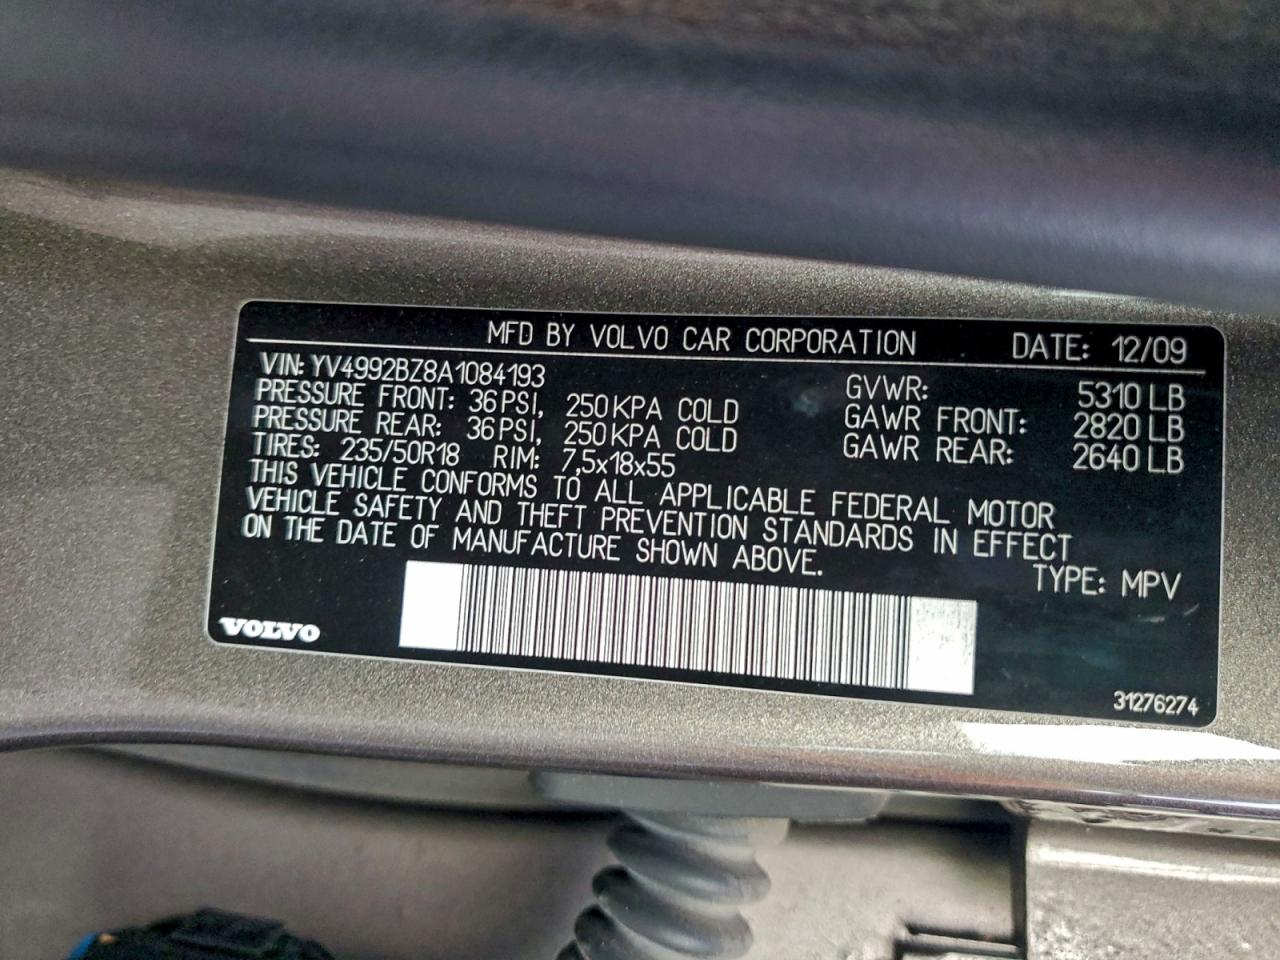 MFD BY VOLVO CAR CORPORATION DATE: 12/09
VIN: YV4992BZ8A1084193 GVWR: 5310 LB
PRESSURE FRONT: 36 PSI, 250 KPA COLD GAWR FRONT: 2820 LB
PRESSURE REAR: 36 PSI, 250 KPA COLD GAWR REAR: 2640 LB
TIRES: 235/50R18 RIM: 7,5x18x55
THIS VEHICLE CONFORMS TO ALL APPLICABLE FEDERAL MOTOR
VEHICLE SAFETY AND THEFT PREVENTION STANDARDS IN EFFECT
ON THE DATE OF MANUFACTURE SHOWN ABOVE.
TYPE: MPV
VOLVO
31276274